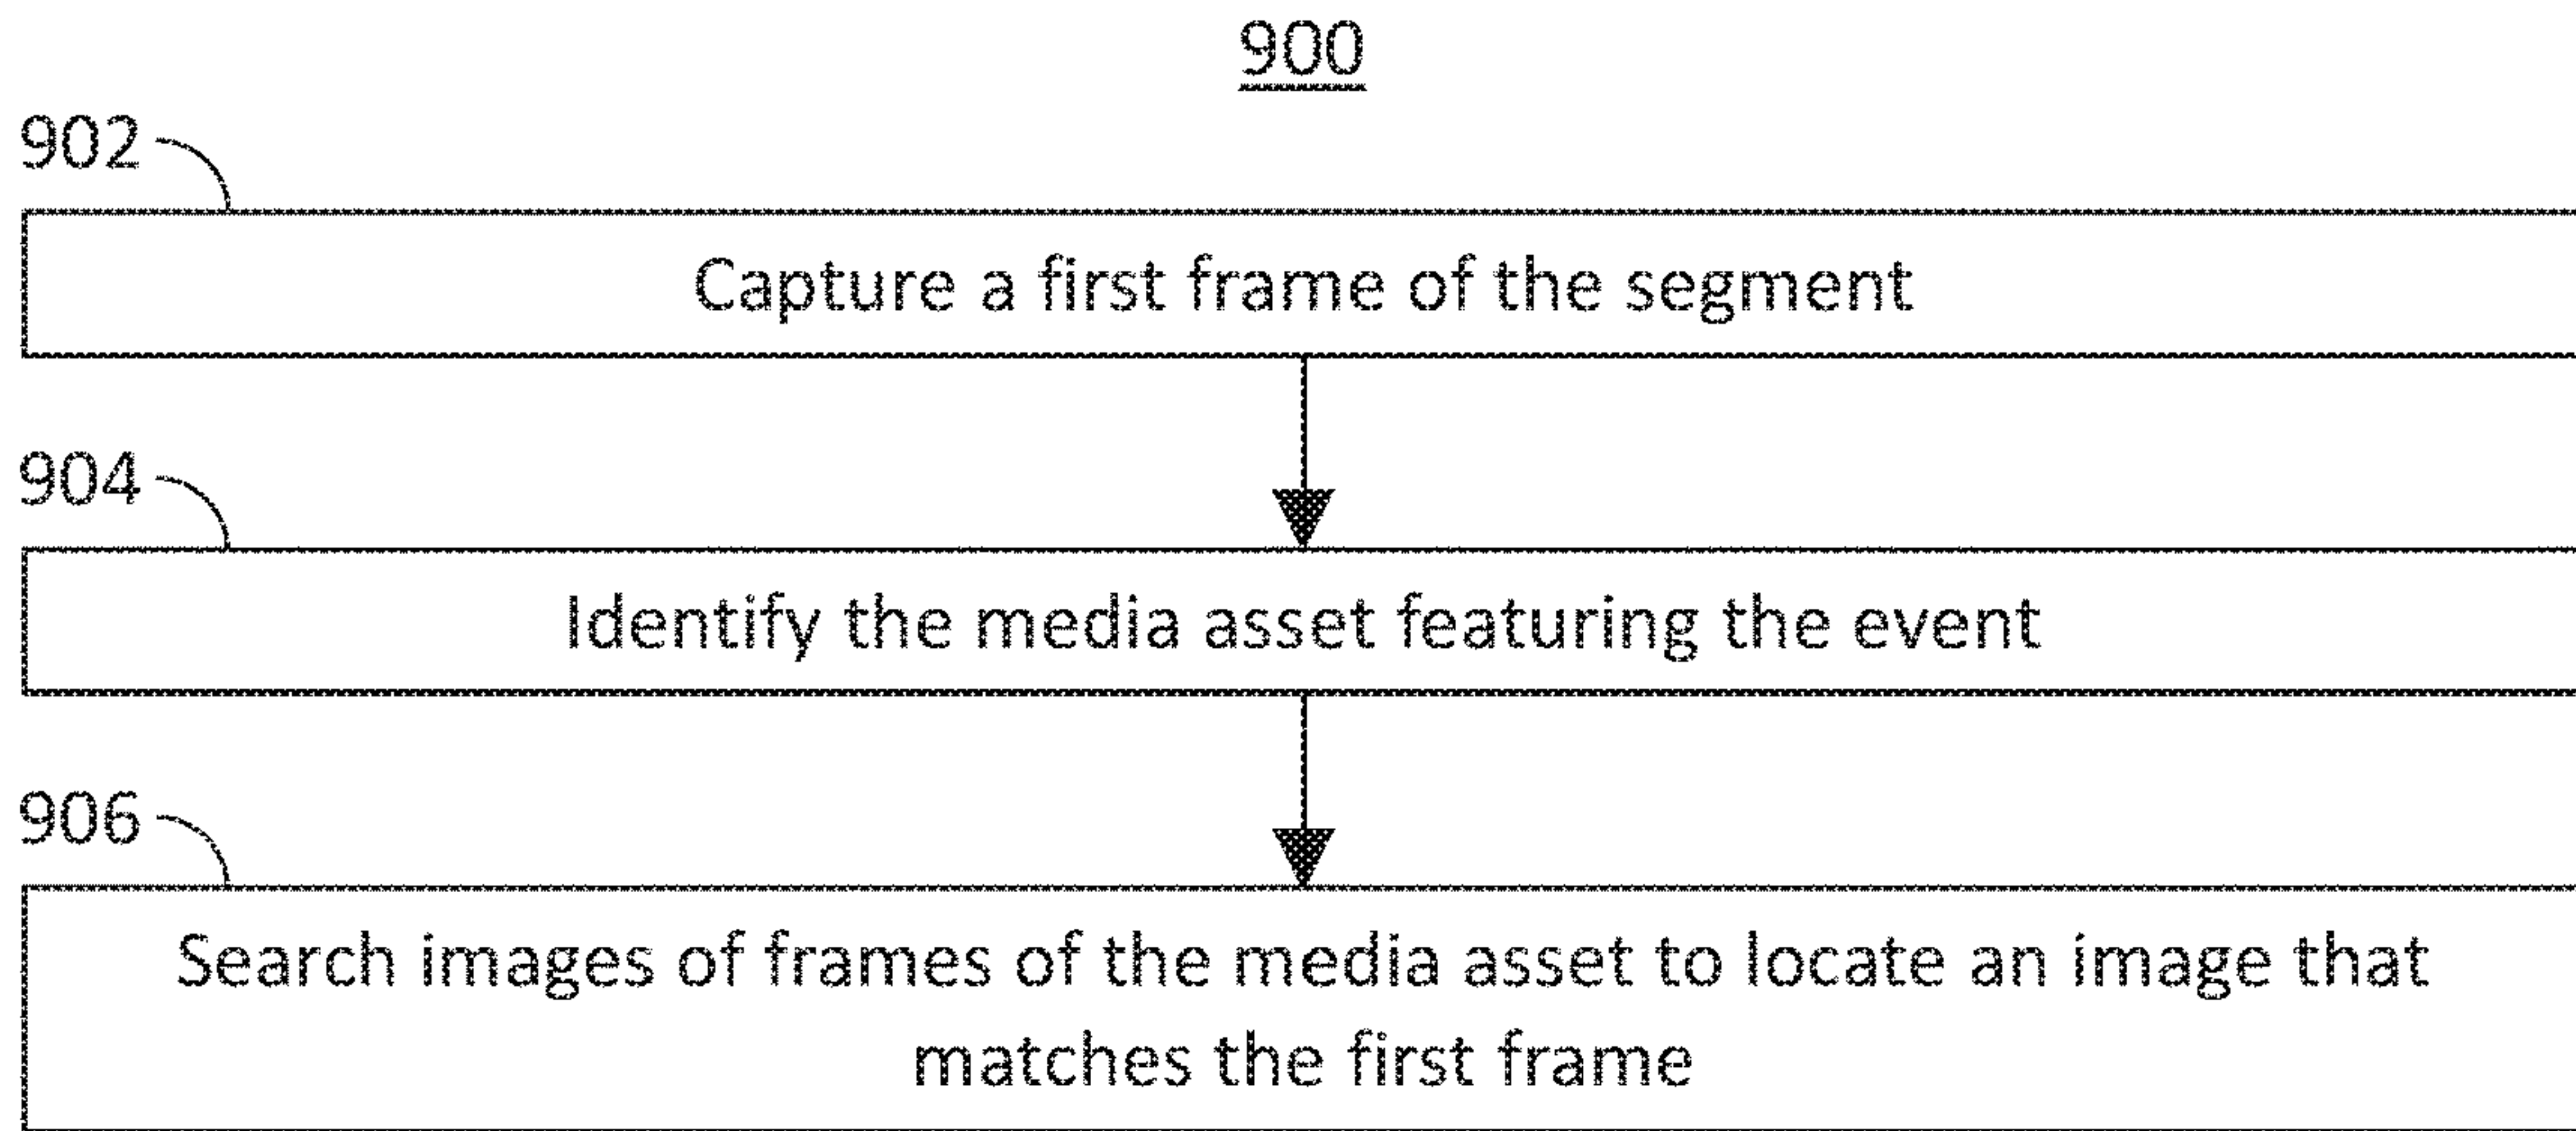 900
902
Capture a first frame of the segment
904
Identify the media asset featuring the event
906
Search images of frames of the media asset to locate an image that
matches the first frame